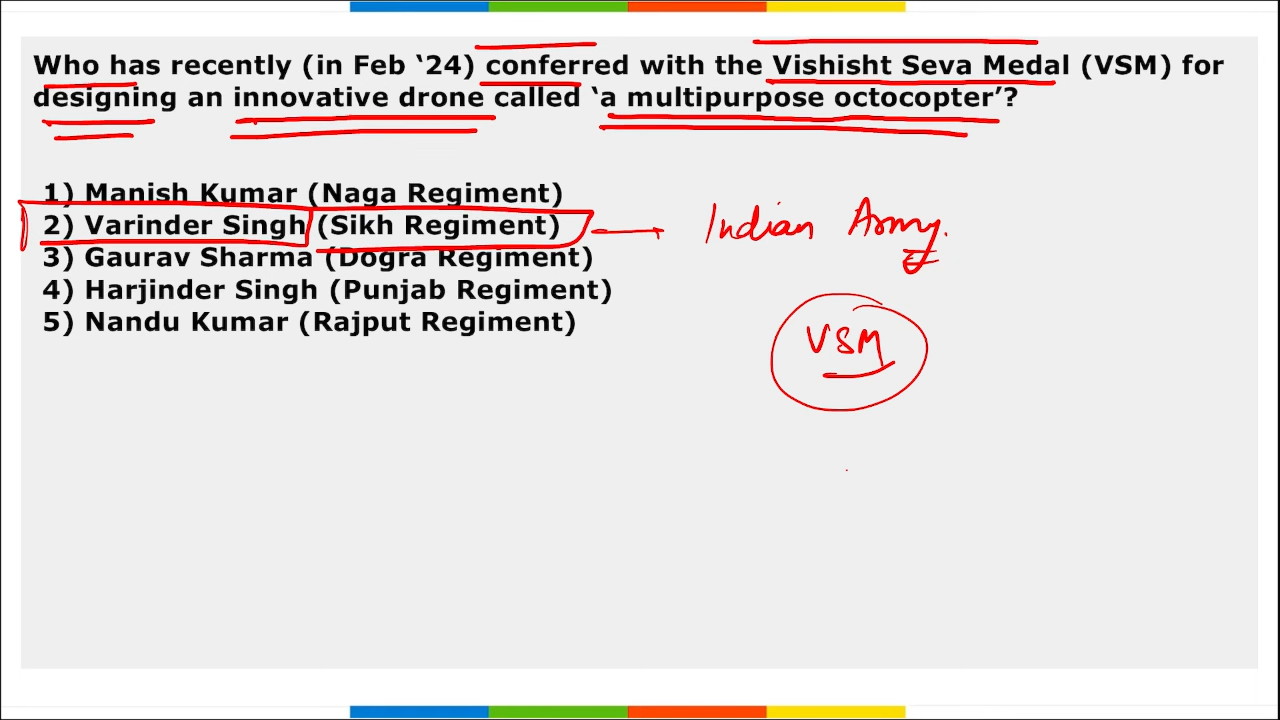 Who has recently (in Feb ‘24) conferred with the Vishisht Seva Medal (VSM) for
designing an innovative drone called ‘a multipurpose octocopter’?
1) Manish Kumar (Naga Regiment)
2) Varinder Singh (Sikh Regiment)
Indian Army.
3) Gaurav Sharma (Dogra Regiment)
4) Harjinder Singh (Punjab Regiment)
5) Nandu Kumar (Rajput Regiment)
VSM